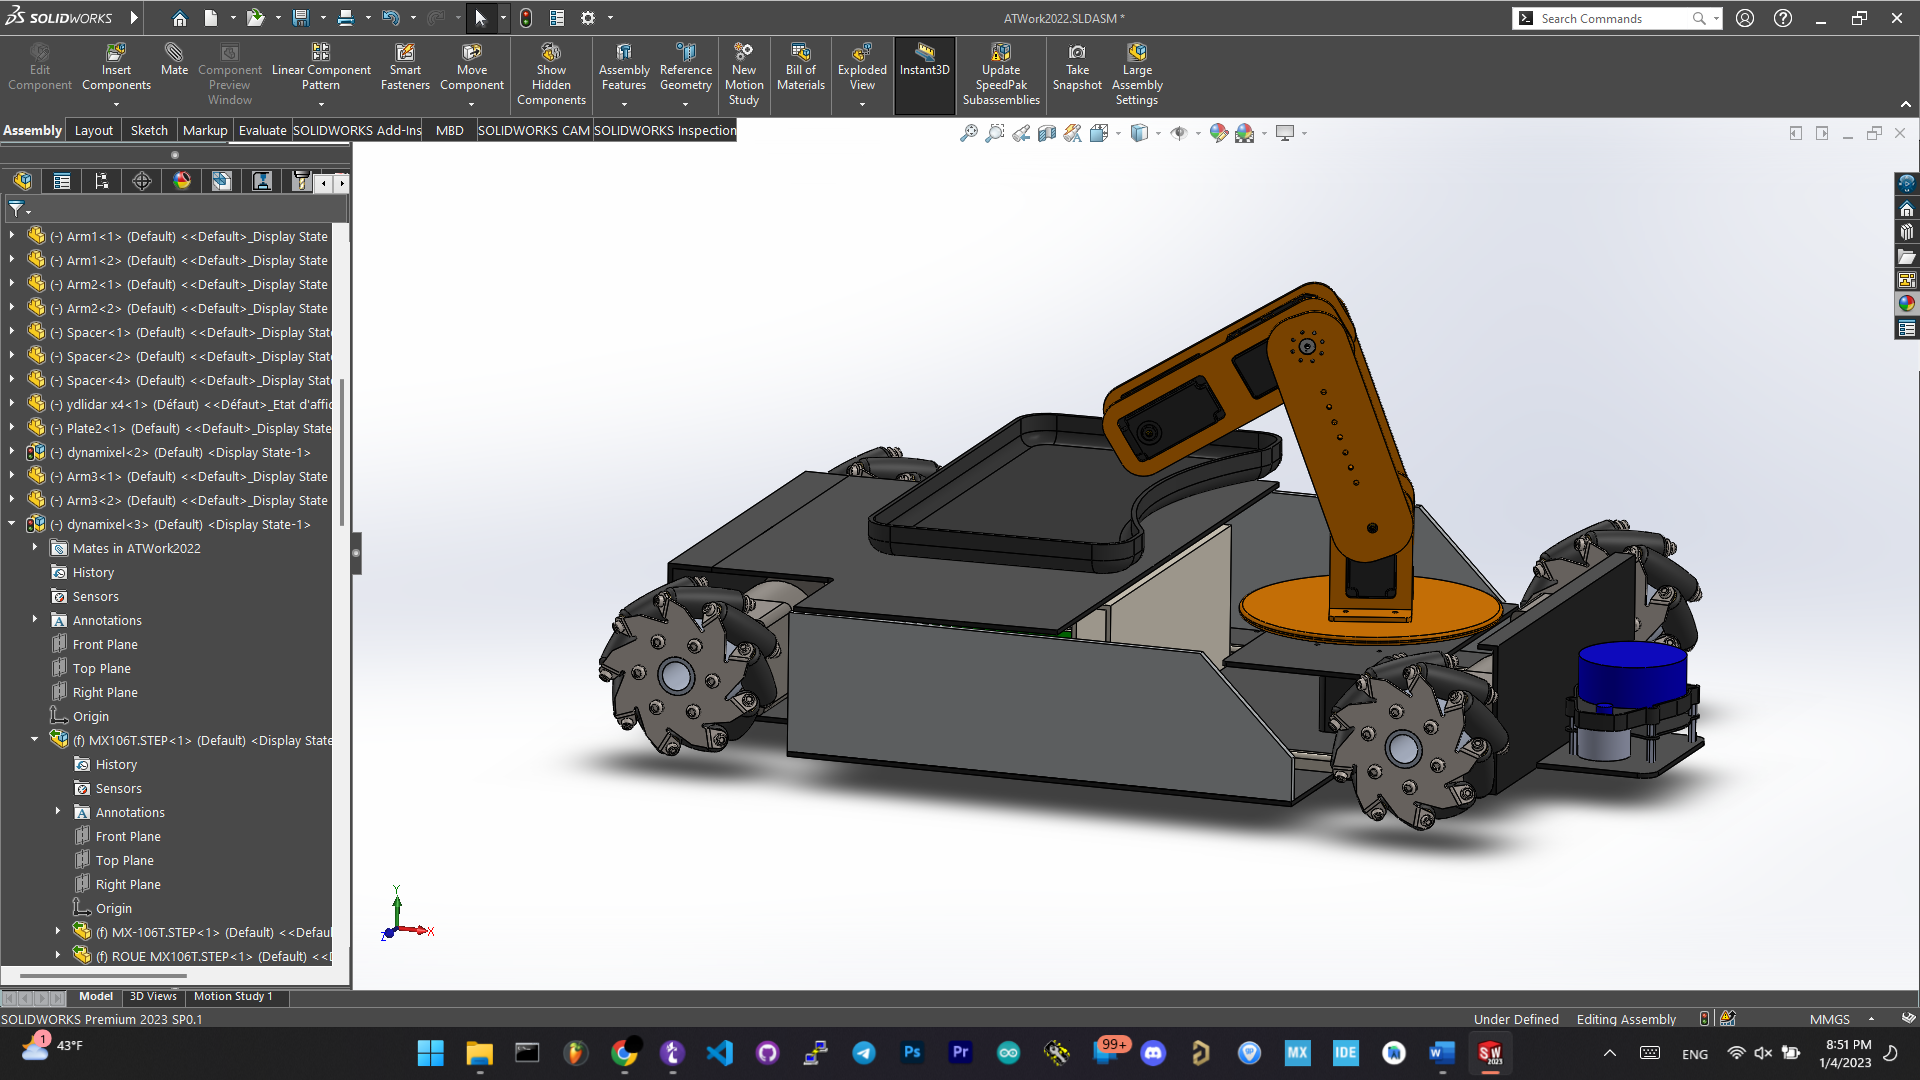 SOLIDWORKS
ATWork2022.SLDASM *
Search Commands
Edit Component
Insert Components
Mate
Component Preview Window
Linear Component Pattern
Smart Fasteners
Move Component
Show Hidden Components
Assembly Features
Reference Geometry
New Motion Study
Bill of Materials
Exploded View
Instant3D
Update SpeedPak Subassemblies
Take Snapshot
Large Assembly Settings
Assembly
Layout
Sketch
Markup
Evaluate
SOLIDWORKS Add-Ins
MBD
SOLIDWORKS CAM
SOLIDWORKS Inspection
(-) Arm1<1> (Default) <<Default>_Display State
(-) Arm1<2> (Default) <<Default>_Display State
(-) Arm2<1> (Default) <<Default>_Display State
(-) Arm2<2> (Default) <<Default>_Display State
(-) Spacer<1> (Default) <<Default>_Display Stat
(-) Spacer<2> (Default) <<Default>_Display Stat
(-) Spacer<4> (Default) <<Default>_Display Stat
(-) ydlidar x4<1> (Défaut) <<Défaut>_Etat d'affic
(-) Plate2<1> (Default) <<Default>_Display State
(-) dynamixel<2> (Default) <Display State-1>
(-) Arm3<1> (Default) <<Default>_Display State
(-) Arm3<2> (Default) <<Default>_Display State
(-) dynamixel<3> (Default) <Display State-1>
Mates in ATWork2022
History
Sensors
Annotations
Front Plane
Top Plane
Right Plane
Origin
(f) MX106T.STEP<1> (Default) <Display State
History
Sensors
Annotations
Front Plane
Top Plane
Right Plane
Origin
(f) MX-106T.STEP<1> (Default) <<Defaul
(f) ROUE MX106T.STEP<1> (Default) <<D
Y
X
Z
Model
3D Views
Motion Study 1
SOLIDWORKS Premium 2023 SP0.1
Under Defined
Editing Assembly
MMGS
1
43°F
Ps
Pr
99+
MX
IDE
W
SW
2023
ENG
8:51 PM
1/4/2023